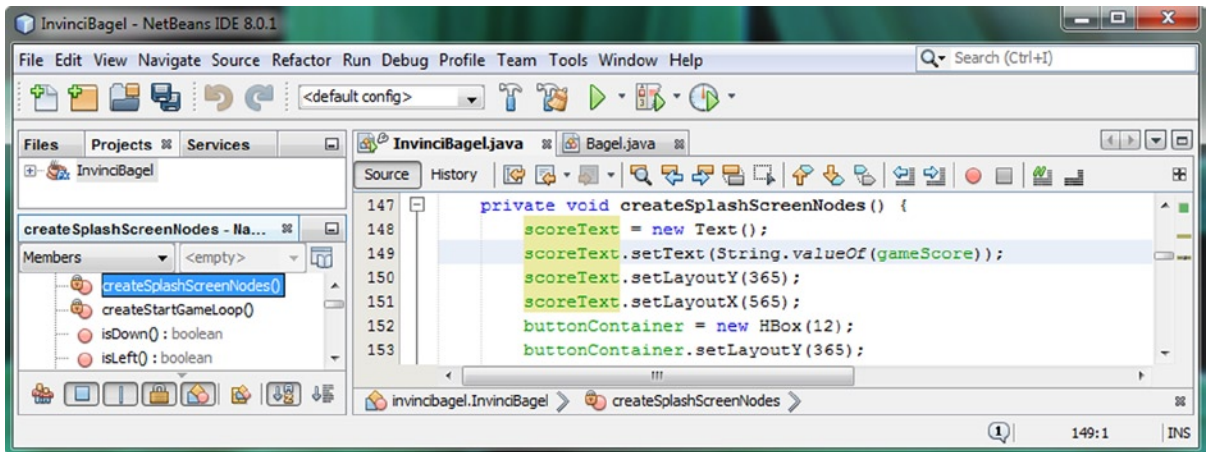 InvinciBagel - NetBeans IDE 8.0.1
File Edit View Navigate Source Refactor Run Debug Profile Team Tools Window Help Search (Ctrl+I)
<default config>
Files Projects Services
InvinciBagel
createSplashScreenNodes - Na...
Members <empty>
createSplashScreenNodes()
createStartGameLoop()
isDown() : boolean
isLeft() : boolean
InvinciBagel.java Bagel.java
Source History
147 private void createSplashScreenNodes() {
148 scoreText = new Text();
149 scoreText.setText(String.valueOf(gameScore));
150 scoreText.setLayoutY(365);
151 scoreText.setLayoutX(565);
152 buttonContainer = new HBox(12);
153 buttonContainer.setLayoutY(365);
invincibagel.InvinciBagel createSplashScreenNodes
1 149:1 INS